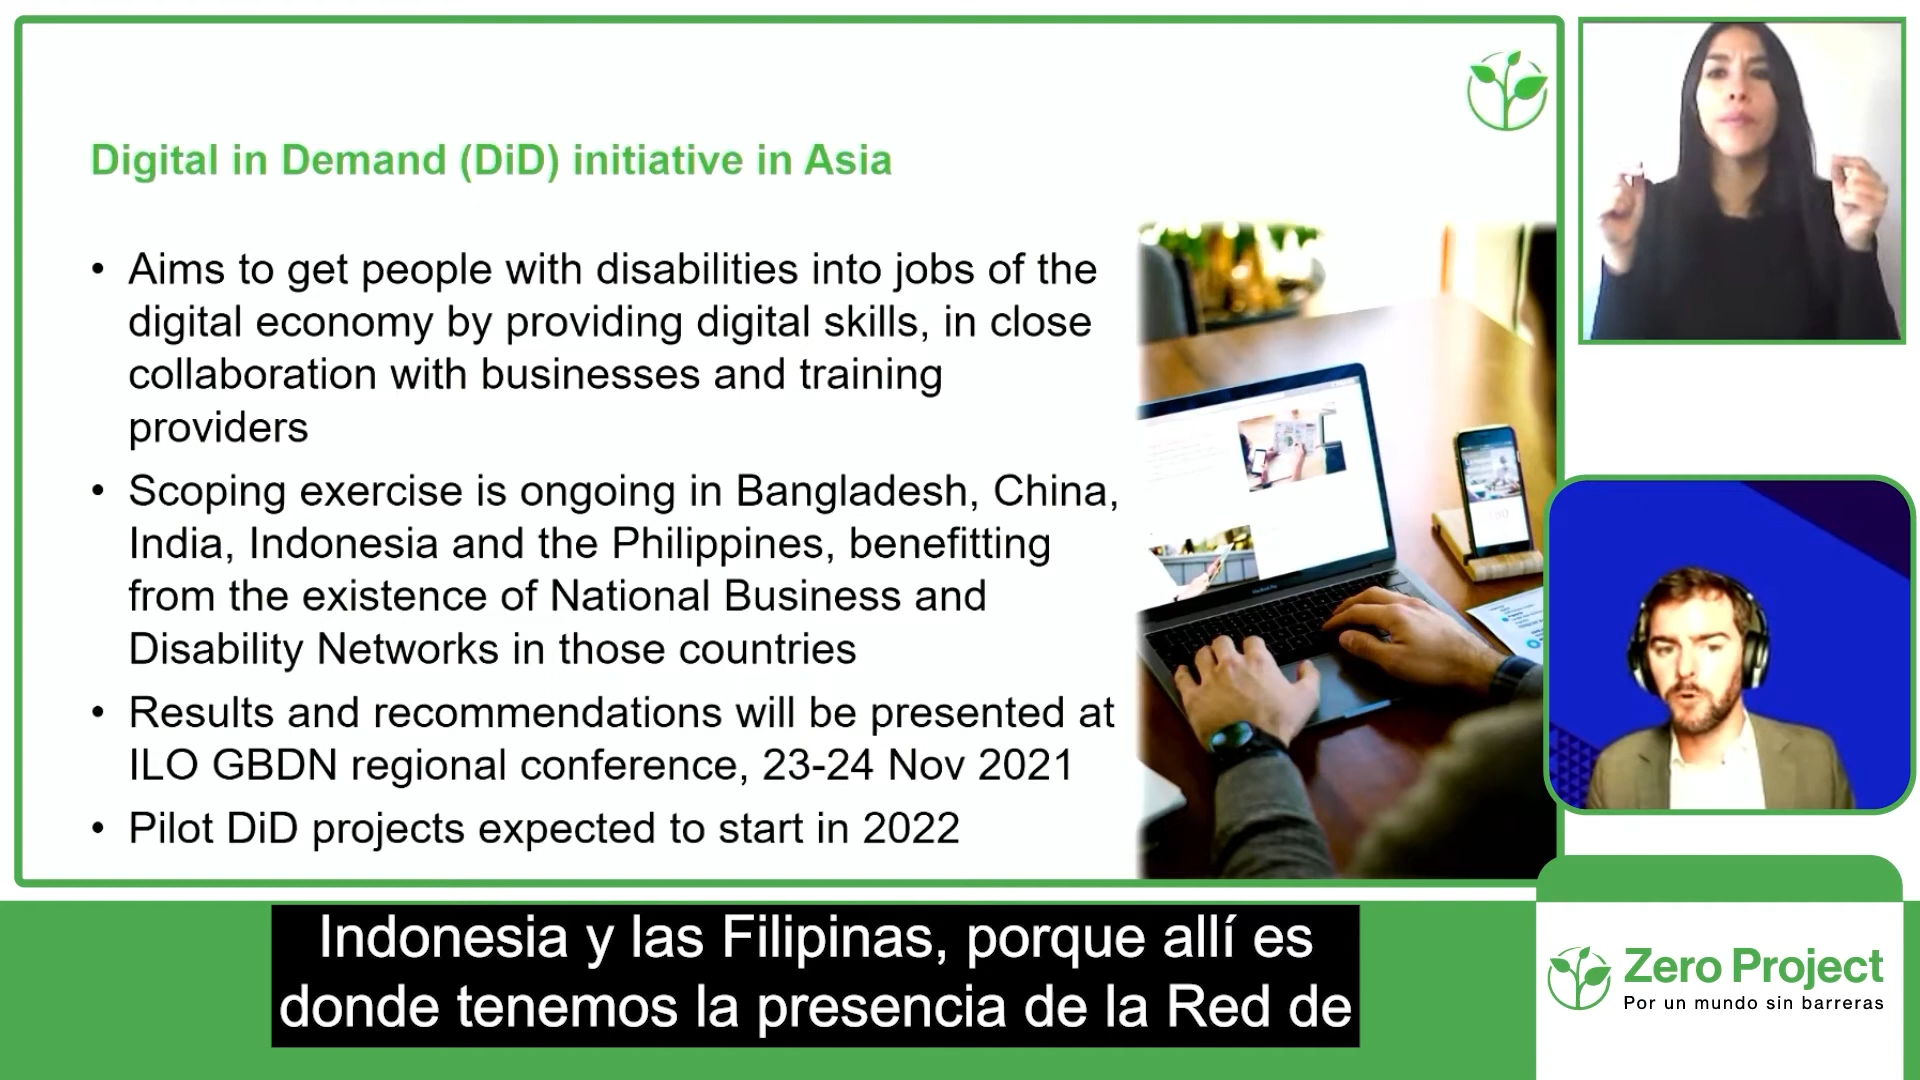 Digital in Demand (DiD) initiative in Asia
• Aims to get people with disabilities into jobs of the
digital economy by providing digital skills, in close
collaboration with businesses and training
providers
• Scoping exercise is ongoing in Bangladesh, China,
India, Indonesia and the Philippines, benefitting
from the existence of National Business and
Disability Networks in those countries
• Results and recommendations will be presented at
ILO GBDN regional conference, 23-24 Nov 2021
• Pilot DiD projects expected to start in 2022
Indonesia y las Filipinas, porque allí es
donde tenemos la presencia de la Red de
Zero Project
Por un mundo sin barreras